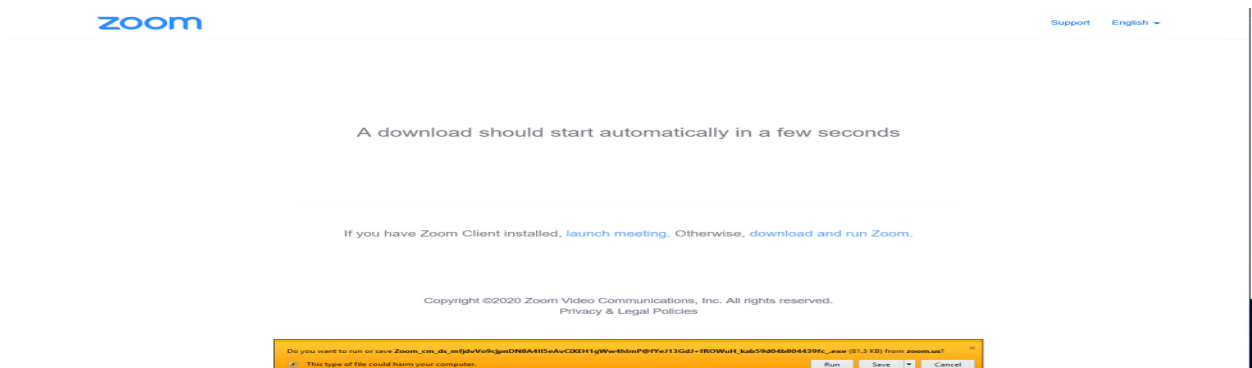 zoom
Support English
A download should start automatically in a few seconds
If you have Zoom Client installed, launch meeting. Otherwise, download and run Zoom.
Copyright ©2020 Zoom Video Communications, Inc. All rights reserved.
Privacy & Legal Policies
Do you want to run or save (81.3 KB) from zoom.us?
This type of file could harm your computer.
Run Save Cancel